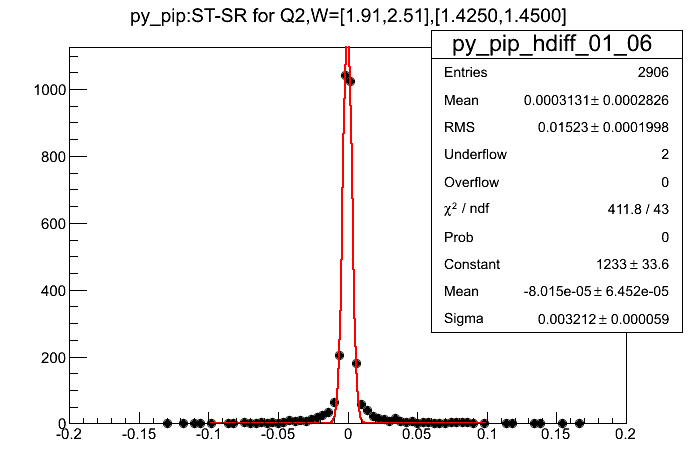 py_pip:ST-SR for Q2,W=[1.91,2.51],[1.4250,1.4500]
py_pip_hdiff_01_06
Entries 2906
Mean 0.0003131 ± 0.0002826
RMS 0.01523 ± 0.0001998
Underflow 2
Overflow 0
χ² / ndf 411.8 / 43
Prob 0
Constant 1233 ± 33.6
Mean -8.015e-05 ± 6.452e-05
Sigma 0.003212 ± 0.000059
1000
800
600
400
200
0
-0.2 -0.15 -0.1 -0.05 0 0.05 0.1 0.15 0.2